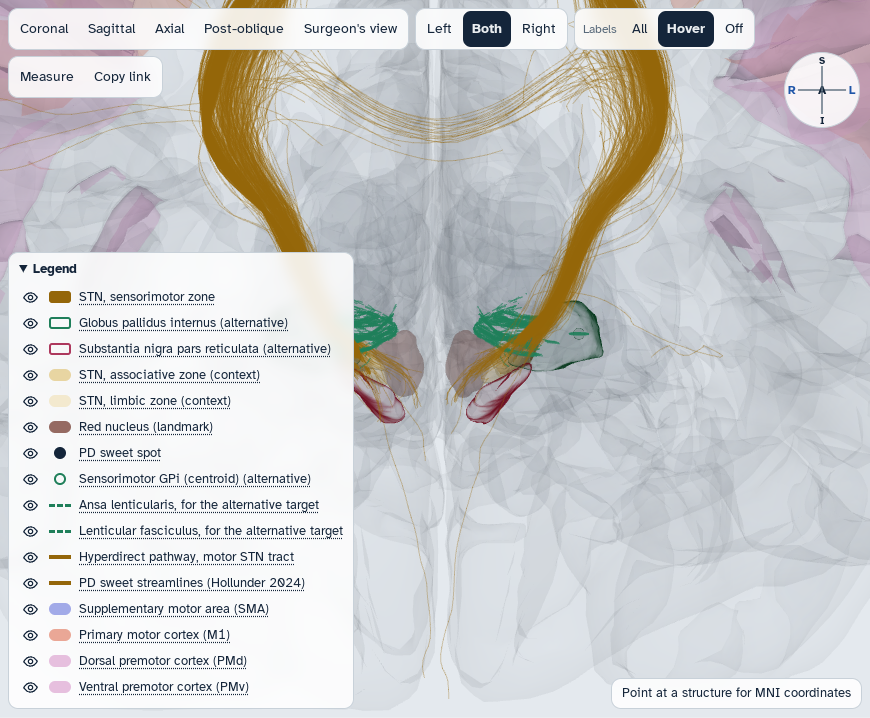 Coronal Sagittal Axial Post-oblique Surgeon's view Left Both Right Labels All Hover Off
Measure Copy link
S
R A L
I
▼ Legend
STN, sensorimotor zone
Globus pallidus internus (alternative)
Substantia nigra pars reticulata (alternative)
STN, associative zone (context)
STN, limbic zone (context)
Red nucleus (landmark)
PD sweet spot
Sensorimotor GPi (centroid) (alternative)
Ansa lenticularis, for the alternative target
Lenticular fasciculus, for the alternative target
Hyperdirect pathway, motor STN tract
PD sweet streamlines (Hollunder 2024)
Supplementary motor area (SMA)
Primary motor cortex (M1)
Dorsal premotor cortex (PMd)
Ventral premotor cortex (PMv)
Point at a structure for MNI coordinates